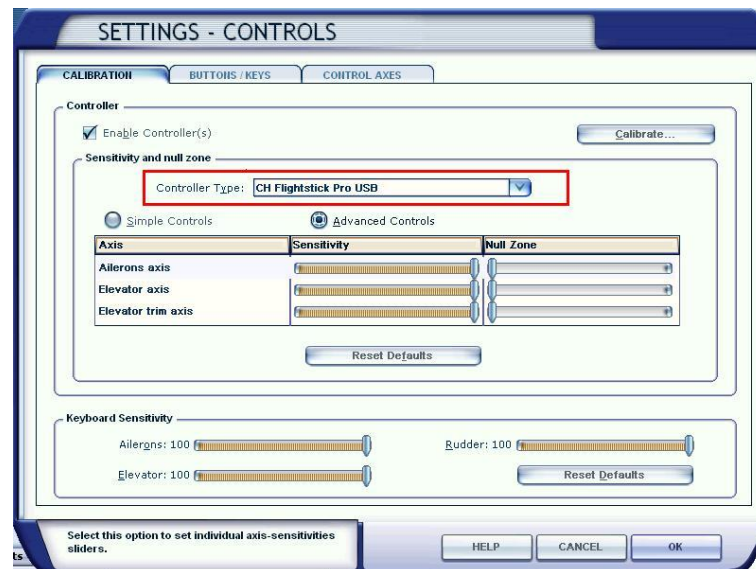 SETTINGS - CONTROLS
CALIBRATION BUTTONS / KEYS CONTROL AXES
Controller
Enable Controller(s) Calibrate...
Sensitivity and null zone
Controller Type: CH Flightstick Pro USB
Simple Controls Advanced Controls
Axis Sensitivity Null Zone
Ailerons axis
Elevator axis
Elevator trim axis
Reset Defaults
Keyboard Sensitivity
Ailerons: 100 Rudder: 100
Elevator: 100 Reset Defaults
Select this option to set individual axis-sensitivities
sliders.
ts HELP CANCEL OK